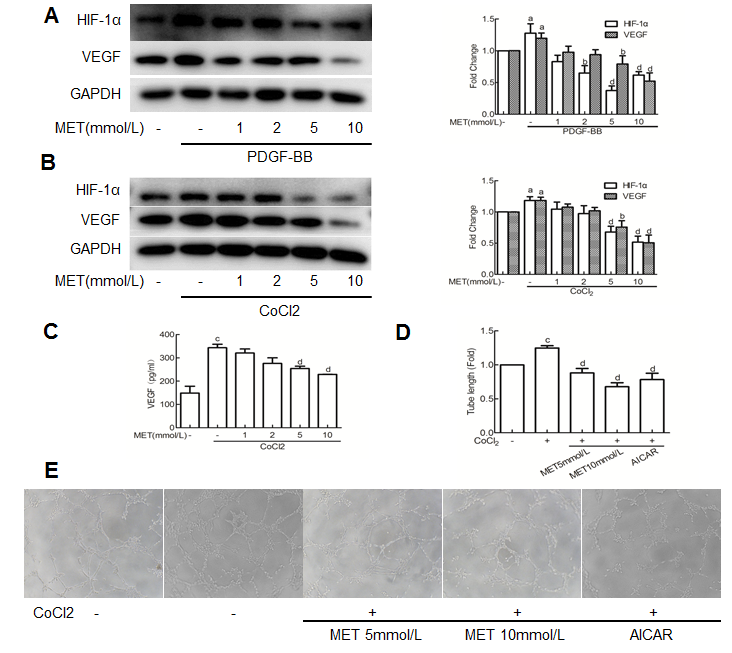 A
HIF-1α
VEGF
GAPDH
MET(mmol/L) - - 1 2 5 10
PDGF-BB
HIF-1α
VEGF
Fold Change
1.5
1.0
0.5
0.0
a a b d b d d
MET(mmol/L)- - 1 2 5 10
PDGF-BB
B
HIF-1α
VEGF
GAPDH
MET(mmol/L) - - 1 2 5 10
CoCl2
HIF-1α
VEGF
Fold Change
1.5
1.0
0.5
0.0
a a d b d d
MET(mmol/L)- - 1 2 5 10
CoCl2
C
VEGF (pg/ml)
400
300
200
100
0
c d d
MET(mmol/L)- - 1 2 5 10
CoCl2
D
Tube length (Fold)
1.5
1.0
0.5
0.0
c d d d
CoCl2 - + + + +
MET5mmol/L
MET10mmol/L
AICAR
E
CoCl2 - - + + +
MET 5mmol/L MET 10mmol/L AICAR